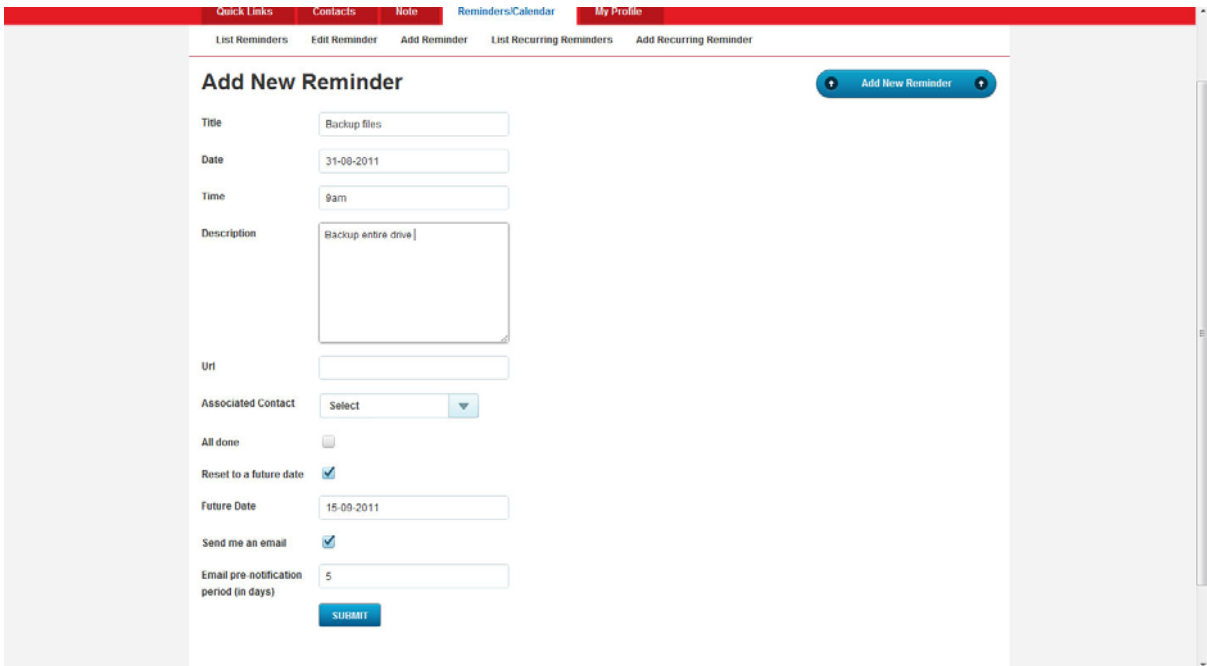 Quick Links Contacts Note Reminders/Calendar My Profile
List Reminders Edit Reminder Add Reminder List Recurring Reminders Add Recurring Reminder
Add New Reminder
Add New Reminder
Title Backup files
Date 31-08-2011
Time 9am
Description Backup entire drive
Url
Associated Contact Select
All done
Reset to a future date
Future Date 15-09-2011
Send me an email
Email pre-notification 5
period (in days)
SUBMIT